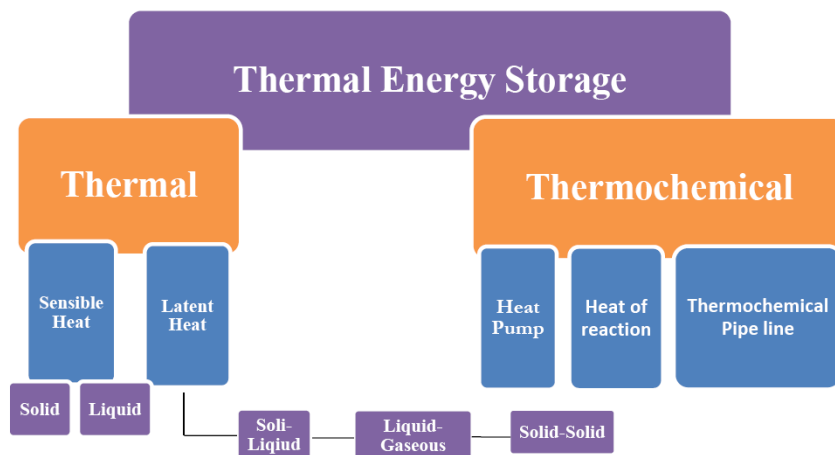 Thermal Energy Storage
Thermal
Thermochemical
Sensible
Heat
Latent
Heat
Heat
Pump
Heat of
reaction
Thermochemical
Pipe line
Solid
Liquid
Soli-
Liqiud
Liquid-
Gaseous
Solid-Solid